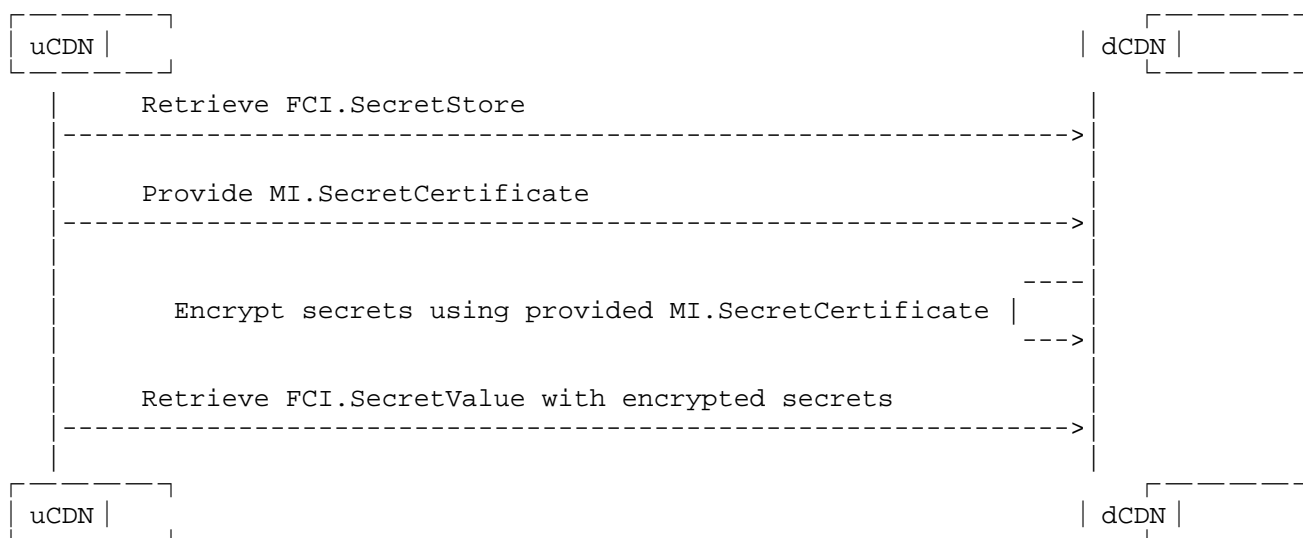 uCDN dCDN
Retrieve FCI.SecretStore
Provide MI.SecretCertificate
Encrypt secrets using provided MI.SecretCertificate
Retrieve FCI.SecretValue with encrypted secrets
uCDN dCDN